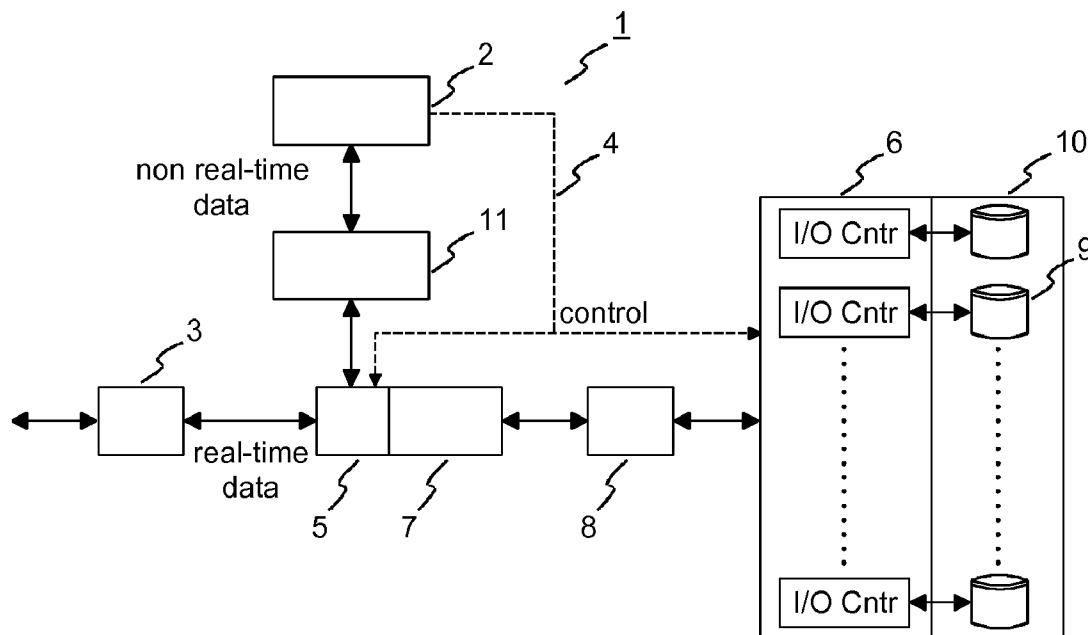 1
2
non real-time
data
4
6
10
11
I/O Cntr
9
I/O Cntr
control
3
real-time
data
5
7
8
I/O Cntr